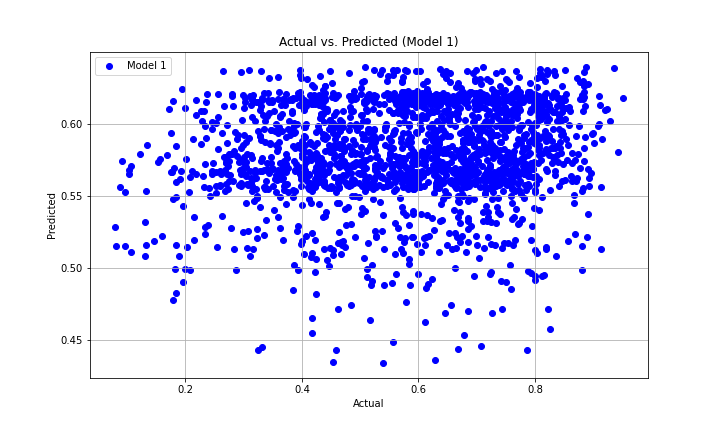 Actual vs. Predicted (Model 1)
Model 1
0.60
0.55
0.50
0.45
Predicted
0.2 0.4 0.6 0.8
Actual